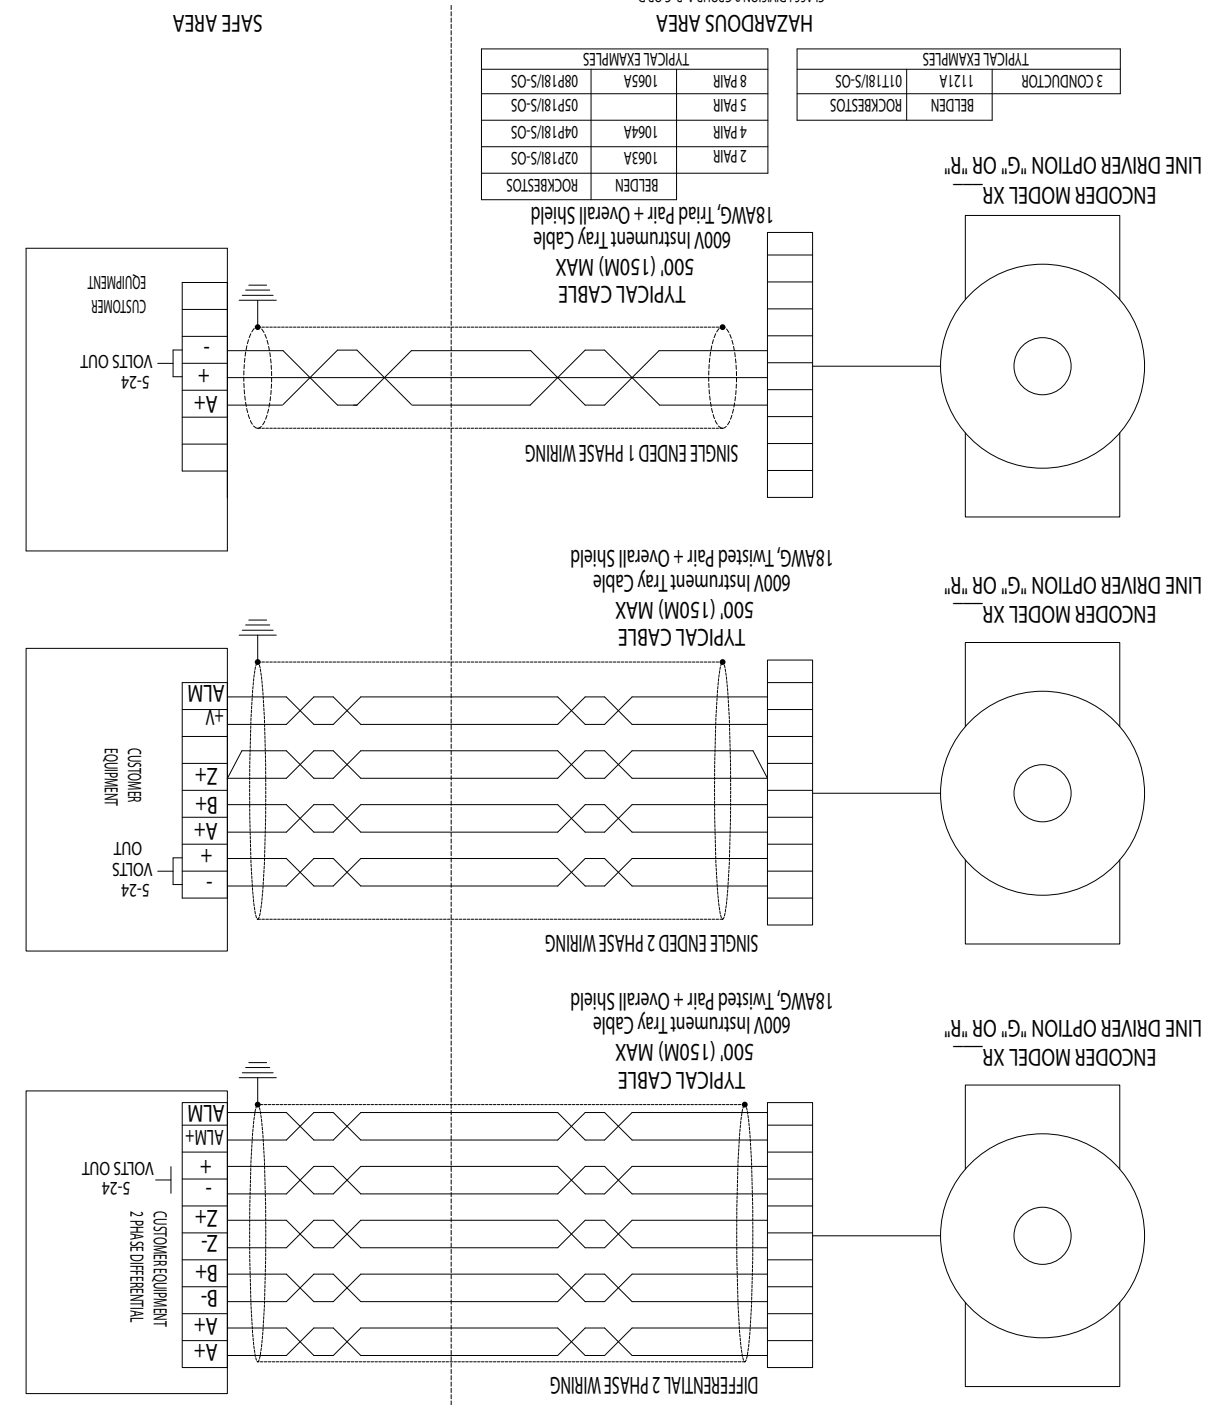 DIFFERENTIAL 2 PHASE WIRING
A+
A+
B-
B+
Z-
Z+
-
+
ALM+
ALM
CUSTOMER EQUIPMENT
2 PHASE DIFFERENTIAL
5-24
VOLTS OUT
ENCODER MODEL XR___
LINE DRIVER OPTION "G" OR "R"
TYPICAL CABLE
500' (150M) MAX
600V Instrument Tray Cable
18AWG, Twisted Pair + Overall Shield
SINGLE ENDED 2 PHASE WIRING
-
+
A+
B+
Z+
V+
ALM
5-24
VOLTS
OUT
CUSTOMER
EQUIPMENT
ENCODER MODEL XR___
LINE DRIVER OPTION "G" OR "R"
TYPICAL CABLE
500' (150M) MAX
600V Instrument Tray Cable
18AWG, Twisted Pair + Overall Shield
SINGLE ENDED 1 PHASE WIRING
A+
+
-
5-24
VOLTS OUT
CUSTOMER
EQUIPMENT
ENCODER MODEL XR___
LINE DRIVER OPTION "G" OR "R"
TYPICAL CABLE
500' (150M) MAX
600V Instrument Tray Cable
18AWG, Triad Pair + Overall Shield
BELDEN ROCKBESTOS
3 CONDUCTOR 1121A 01T18I/S-OS
TYPICAL EXAMPLES
BELDEN ROCKBESTOS
2 PAIR 1063A 02P18I/S-OS
4 PAIR 1064A 04P18I/S-OS
5 PAIR 05P18I/S-OS
8 PAIR 1065A 08P18I/S-OS
TYPICAL EXAMPLES
HAZARDOUS AREA
SAFE AREA